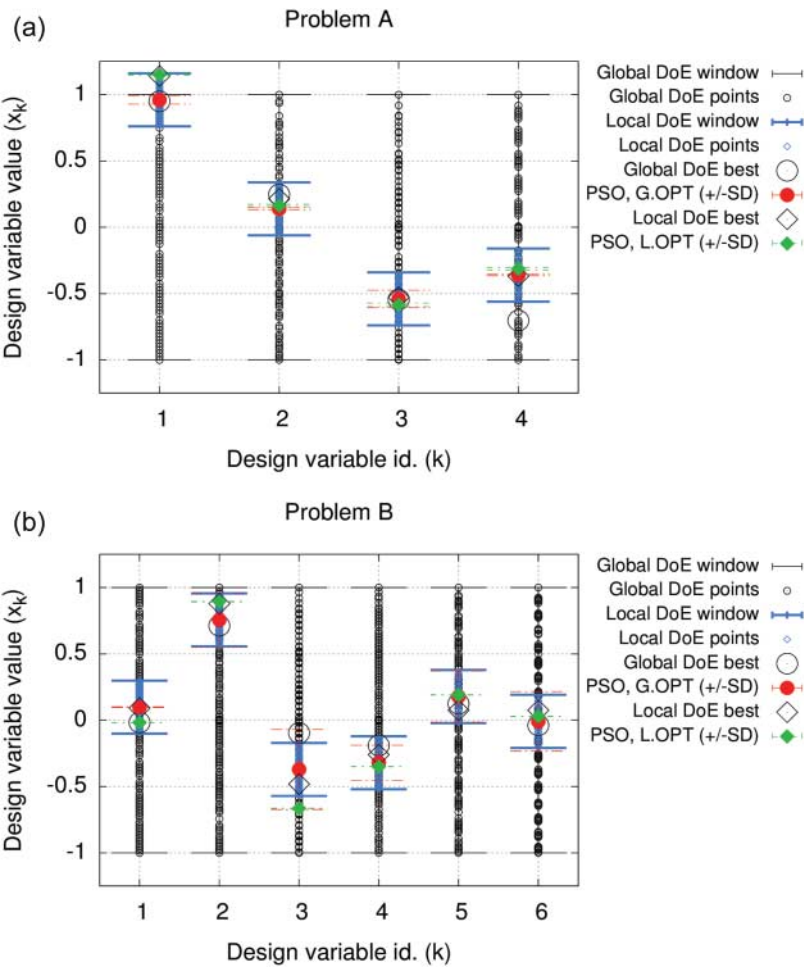 (a)
Problem A
Design variable value (xk)
1
0.5
0
-0.5
-1
1 2 3 4
Design variable id. (k)
Global DoE window
Global DoE points
Local DoE window
Local DoE points
Global DoE best
PSO, G.OPT (+/-SD)
Local DoE best
PSO, L.OPT (+/-SD)
(b)
Problem B
Design variable value (xk)
1
0.5
0
-0.5
-1
1 2 3 4 5 6
Design variable id. (k)
Global DoE window
Global DoE points
Local DoE window
Local DoE points
Global DoE best
PSO, G.OPT (+/-SD)
Local DoE best
PSO, L.OPT (+/-SD)